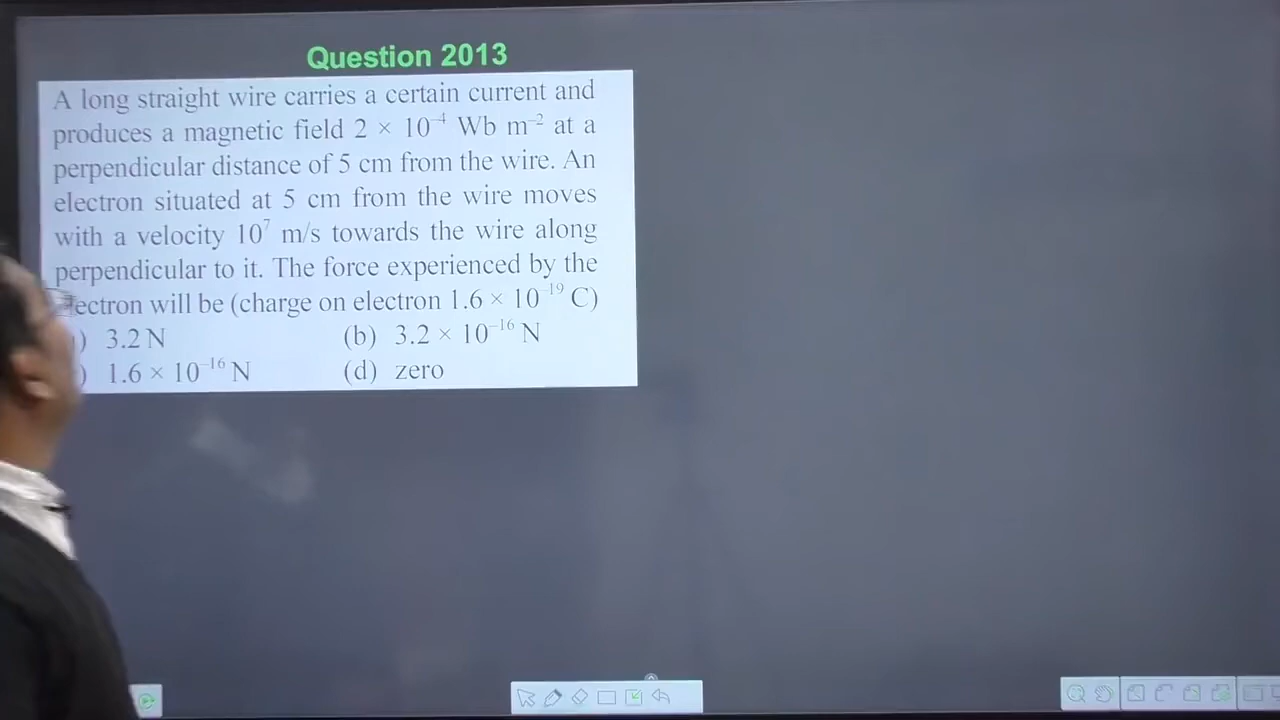 Question 2013
A long straight wire carries a certain current and
produces a magnetic field 2 × 10⁻⁴ Wb m⁻² at a
perpendicular distance of 5 cm from the wire. An
electron situated at 5 cm from the wire moves
with a velocity 10⁷ m/s towards the wire along
perpendicular to it. The force experienced by the
lectron will be (charge on electron 1.6 × 10⁻¹⁹ C)
) 3.2 N (b) 3.2 × 10⁻¹⁶ N
) 1.6 × 10⁻¹⁶ N (d) zero